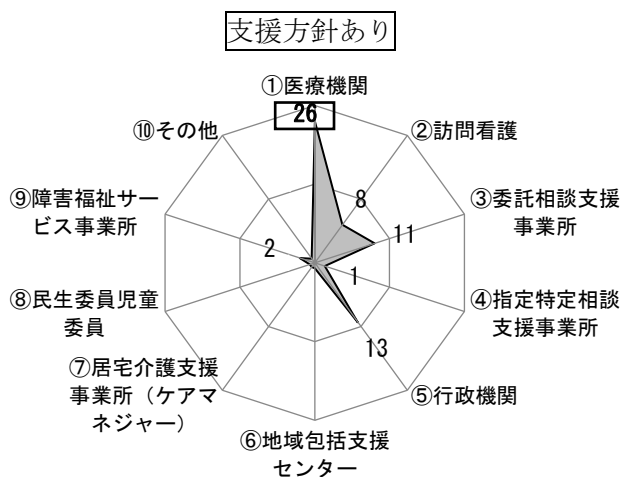 支援方針あり
①医療機関
26
⑩その他
②訪問看護
8
⑨障害福祉サー
ビス事業所
③委託相談支援
事業所
11
2
1
⑧民生委員児童
委員
④指定特定相談
支援事業所
13
⑦居宅介護支援
事業所（ケアマ
ネジャー）
⑤行政機関
⑥地域包括支援
センター